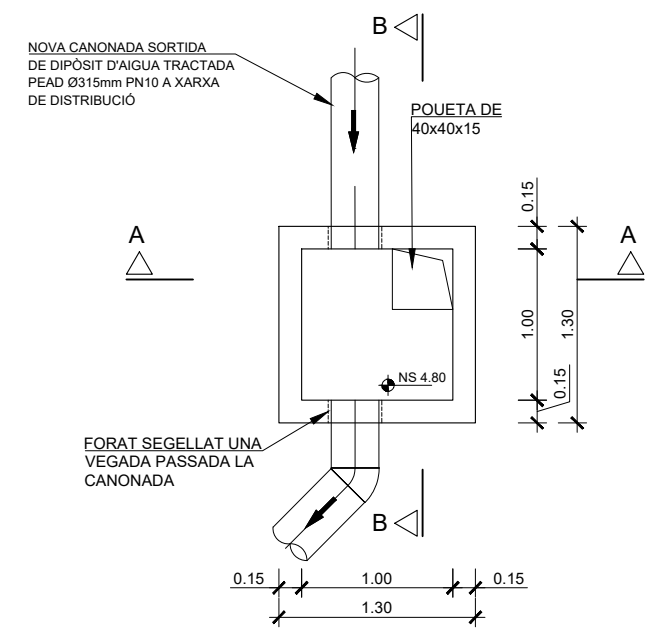 B
NOVA CANONADA SORTIDA
DE DIPÒSIT D'AIGUA TRACTADA
PEAD Ø315mm PN10 A XARXA
DE DISTRIBUCIÓ
POUETA DE
40x40x15
0.15
A
A
1.00
1.30
0.15
NS 4.80
FORAT SEGELLAT UNA
VEGADA PASSADA LA
CANONADA
B
0.15
1.00
0.15
1.30